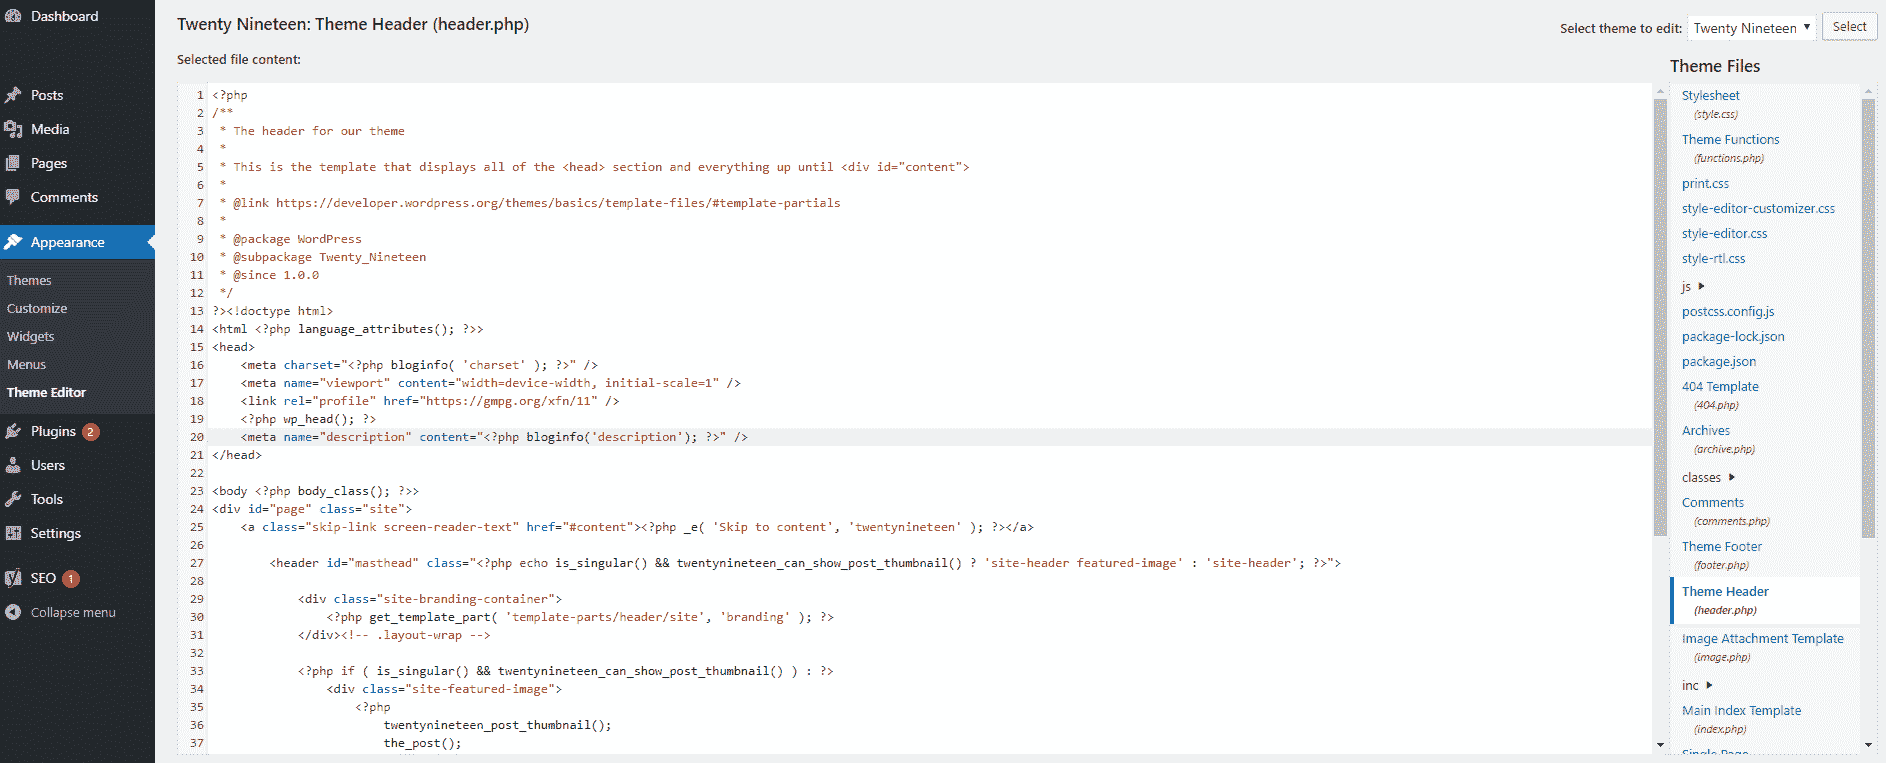 Dashboard
Posts
Media
Pages
Comments
Appearance
Themes
Customize
Widgets
Menus
Theme Editor
Plugins 2
Users
Tools
Settings
SEO 1
Collapse menu
Twenty Nineteen: Theme Header (header.php)
Select theme to edit: Twenty Nineteen Select
Selected file content:
1 <?php
2 /**
3  * The header for our theme
4  *
5  * This is the template that displays all of the <head> section and everything up until <div id="content">
6  *
7  * @link https://developer.wordpress.org/themes/basics/template-files/#template-partials
8  *
9  * @package WordPress
10  * @subpackage Twenty_Nineteen
11  * @since 1.0.0
12  */
13 ?><!doctype html>
14 <html <?php language_attributes(); ?>>
15 <head>
16     <meta charset="<?php bloginfo( 'charset' ); ?>" />
17     <meta name="viewport" content="width=device-width, initial-scale=1" />
18     <link rel="profile" href="https://gmpg.org/xfn/11" />
19     <?php wp_head(); ?>
20     <meta name="description" content="<?php bloginfo('description'); ?>" />
21 </head>
22
23 <body <?php body_class(); ?>>
24 <div id="page" class="site">
25     <a class="skip-link screen-reader-text" href="#content"><?php _e( 'Skip to content', 'twentynineteen' ); ?></a>
26
27         <header id="masthead" class="<?php echo is_singular() && twentynineteen_can_show_post_thumbnail() ? 'site-header featured-image' : 'site-header'; ?>">
28
29             <div class="site-branding-container">
30                 <?php get_template_part( 'template-parts/header/site', 'branding' ); ?>
31             </div><!-- .layout-wrap -->
32
33             <?php if ( is_singular() && twentynineteen_can_show_post_thumbnail() ) : ?>
34                 <div class="site-featured-image">
35                     <?php
36                         twentynineteen_post_thumbnail();
37                         the_post();
Theme Files
Stylesheet
(style.css)
Theme Functions
(functions.php)
print.css
style-editor-customizer.css
style-editor.css
style-rtl.css
js
postcss.config.js
package-lock.json
package.json
404 Template
(404.php)
Archives
(archive.php)
classes
Comments
(comments.php)
Theme Footer
(footer.php)
Theme Header
(header.php)
Image Attachment Template
(image.php)
inc
Main Index Template
(index.php)
Single Page